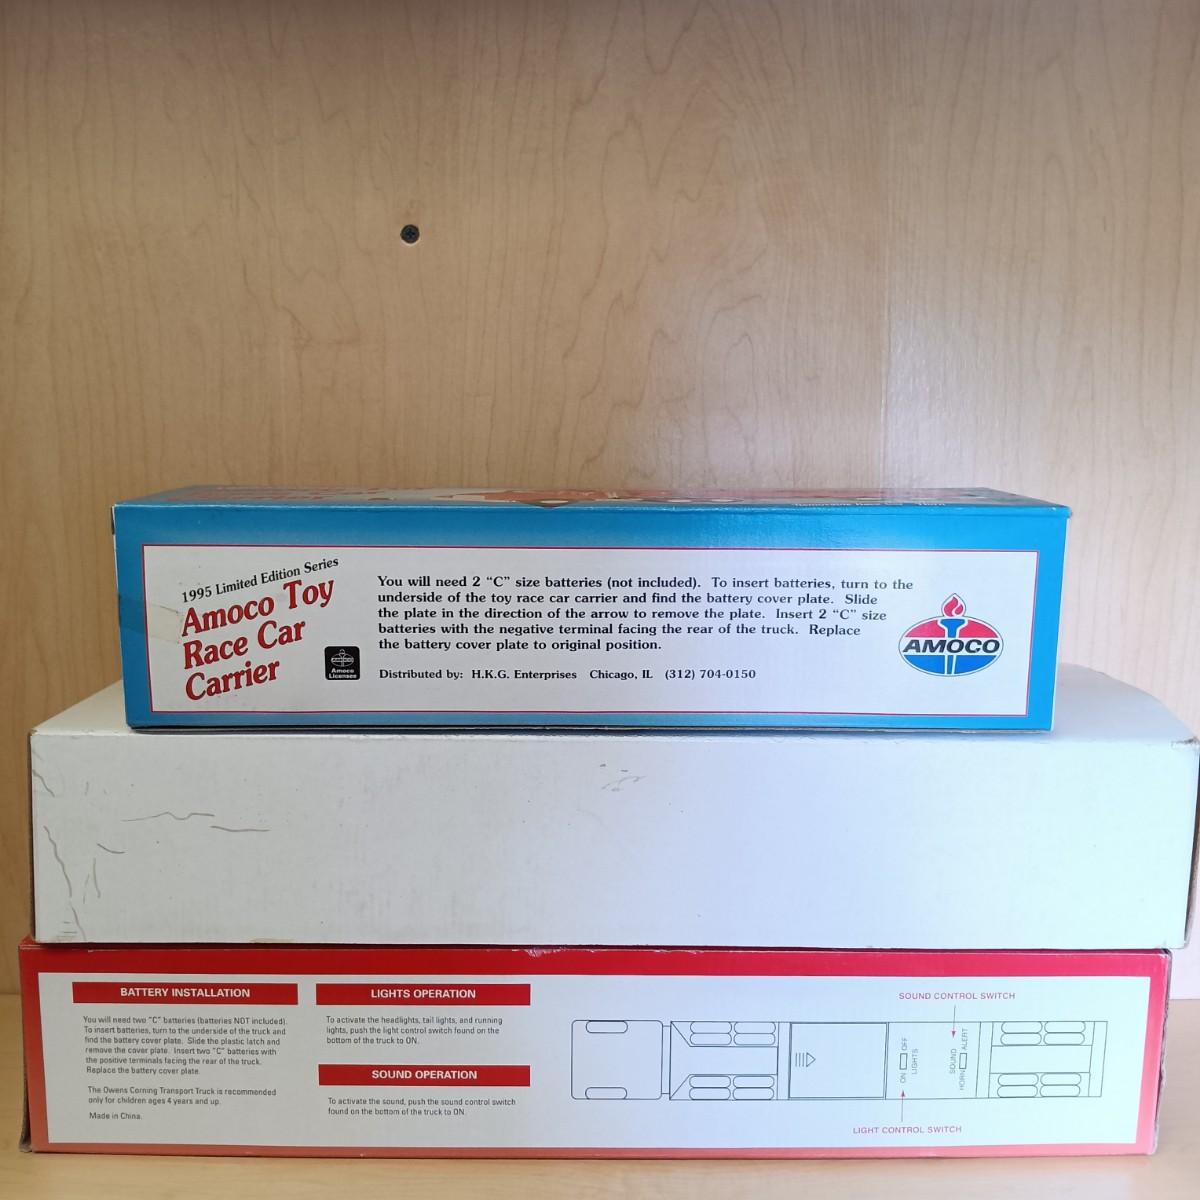 1995 Limited Edition Series
Amoco Toy
Race Car
Carrier
AMOCO
Amoco
Licensee
You will need 2 “C” size batteries (not included). To insert batteries, turn to the
underside of the toy race car carrier and find the battery cover plate. Slide
the plate in the direction of the arrow to remove the plate. Insert 2 “C” size
batteries with the negative terminal facing the rear of the truck. Replace
the battery cover plate to original position.
Distributed by: H.K.G. Enterprises Chicago, IL (312) 704-0150
AMOCO
BATTERY INSTALLATION
You will need two "C" batteries (batteries NOT included).
To insert batteries, turn to the underside of the truck and
find the battery cover plate. Slide the plastic latch and
remove the cover plate. Insert two "C" batteries with
the positive terminals facing the rear of the truck.
Replace the battery cover plate.
The Owens Corning Transport Truck is recommended
only for children ages 4 years and up.
Made in China.
LIGHTS OPERATION
To activate the headlights, tail lights, and running
lights, push the light control switch found on the
bottom of the truck to ON.
SOUND OPERATION
To activate the sound, push the sound control switch
found on the bottom of the truck to ON.
SOUND CONTROL SWITCH
ON OFF
LIGHTS
SOUND
HORN ALERT
LIGHT CONTROL SWITCH